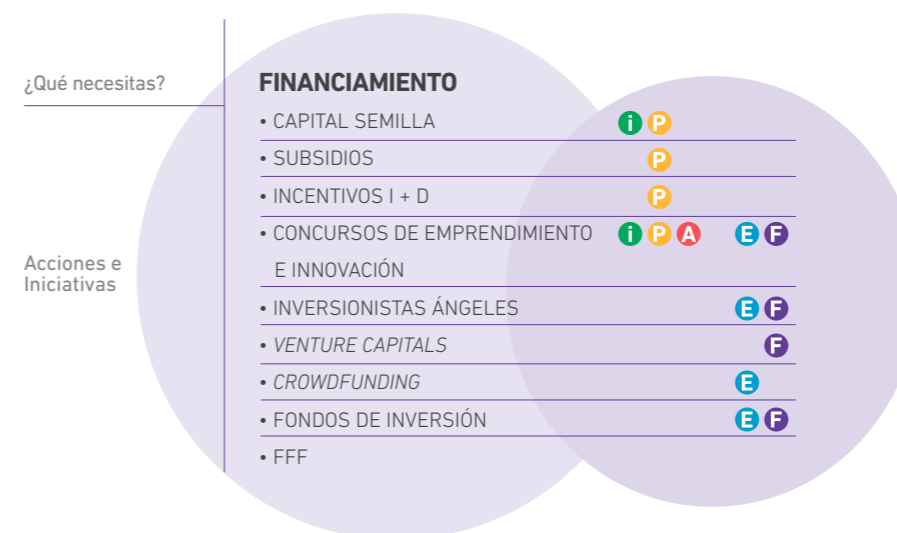 ¿Qué necesitas?
FINANCIAMIENTO
• CAPITAL SEMILLA i P
• SUBSIDIOS P
• INCENTIVOS I + D P
• CONCURSOS DE EMPRENDIMIENTO i P A E F
E INNOVACIÓN
Acciones e
Iniciativas
• INVERSIONISTAS ÁNGELES E F
• VENTURE CAPITALS F
• CROWDFUNDING E
• FONDOS DE INVERSIÓN E F
• FFF